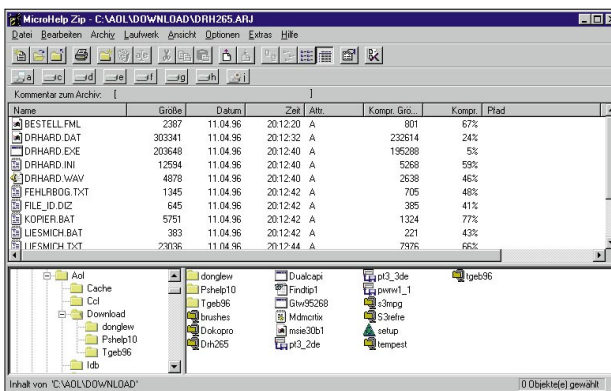 MicroHelp Zip - C:\AOL\DOWNLOAD\DRH265.ARJ
Datei Bearbeiten Archiv Laufwerk Ansicht Optionen Extras Hilfe
a c d e f g h i
Kommentar zum Archiv: [ ]
Name Größe Datum Zeit Attr. Kompr. Grö... Kompr. Pfad
BESTELL.FML 2387 11.04.96 20:12:20 A 801 67%
DRHARD.DAT 303341 11.04.96 20:12:32 A 232614 24%
DRHARD.EXE 203648 11.04.96 20:12:40 A 195288 5%
DRHARD.INI 12594 11.04.96 20:12:40 A 5268 59%
DRHARD.WAV 4878 11.04.96 20:12:40 A 2638 46%
FEHLRBOG.TXT 1345 11.04.96 20:12:42 A 705 48%
FILE_ID.DIZ 645 11.04.96 20:12:42 A 385 41%
KOPIER.BAT 5751 11.04.96 20:12:42 A 1324 77%
LIESMICH.BAT 383 11.04.96 20:12:42 A 221 43%
LIESMICH.TXT 23036 11.04.96 20:12:44 A 7976 66%
Aol donglew Dualcapi pt3_3de tgeb96
Cache Pshelp10 Findtip1 pwrw1_1
Ccl Tgeb96 Gtw95268 s3mpg
Download brushes Mdmcrtix S3refre
donglew Dokopro msie30b1 setup
Pshelp10 Drh265 pt3_2de tempest
Tgeb96
Idb
Inhalt von 'C:\AOL\DOWNLOAD' 0 Objekte(e) gewählt